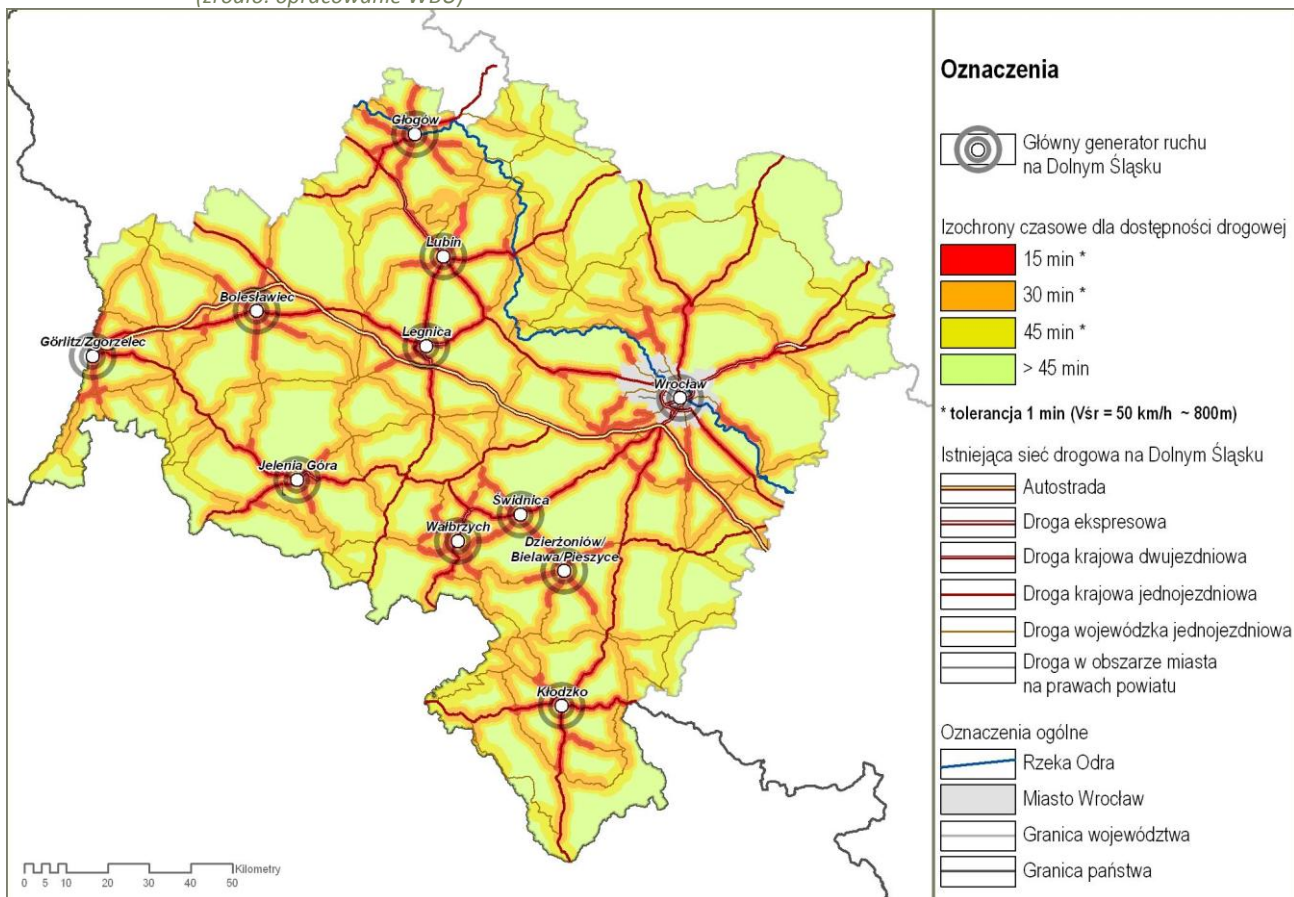 (źródło: opracowanie WBU)
Głogów
Lubin
Bolesławiec
Legnica
Görlitz/Zgorzelec
Wrocław
Jelenia Góra
Świdnica
Wałbrzych
Dzierżoniów/
Bielawa/Pieszyce
Kłodzko
Kilometry
0 5 10 20 30 40 50
Oznaczenia
Główny generator ruchu
na Dolnym Śląsku
Izochrony czasowe dla dostępności drogowej
15 min *
30 min *
45 min *
> 45 min
* tolerancja 1 min (Vśr = 50 km/h ~ 800m)
Istniejąca sieć drogowa na Dolnym Śląsku
Autostrada
Droga ekspresowa
Droga krajowa dwujezdniowa
Droga krajowa jednojezdniowa
Droga wojewódzka jednojezdniowa
Droga w obszarze miasta
na prawach powiatu
Oznaczenia ogólne
Rzeka Odra
Miasto Wrocław
Granica województwa
Granica państwa